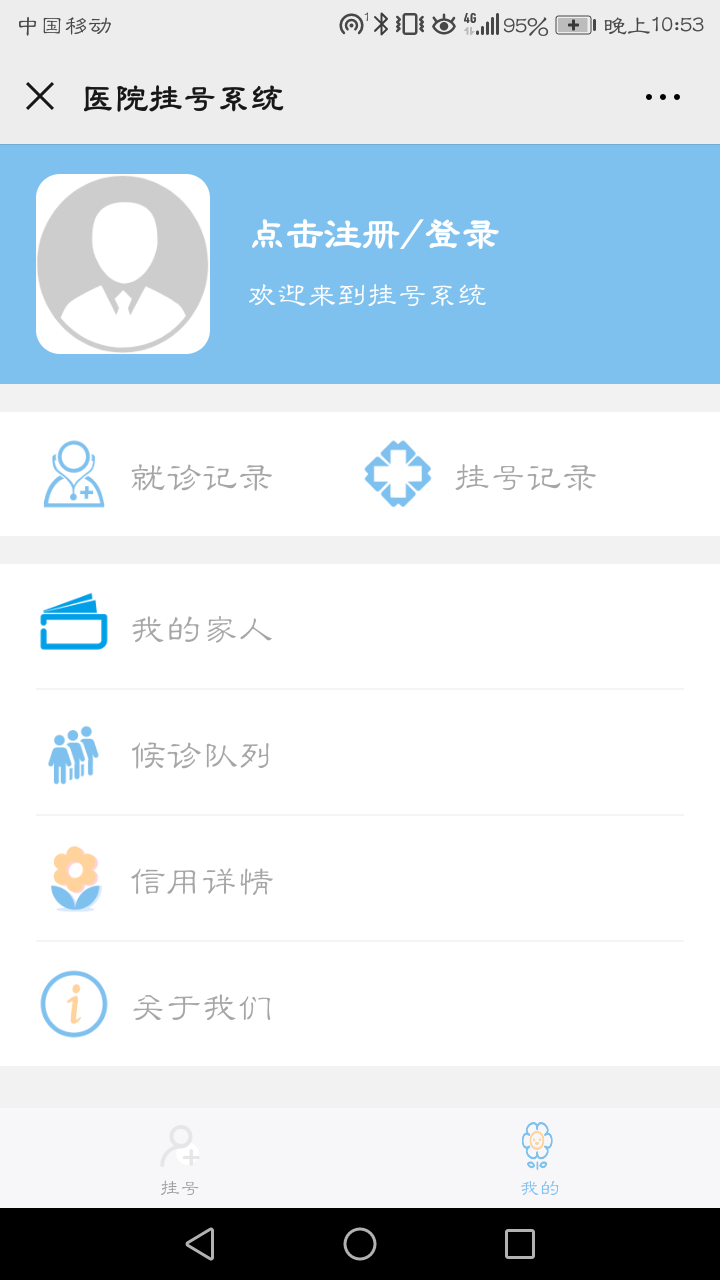 中国移动 1 4G 95% 晚上10:53
医院挂号系统
点击注册/登录
欢迎来到挂号系统
就诊记录 挂号记录
我的家人
候诊队列
信用详情
关于我们
挂号 我的